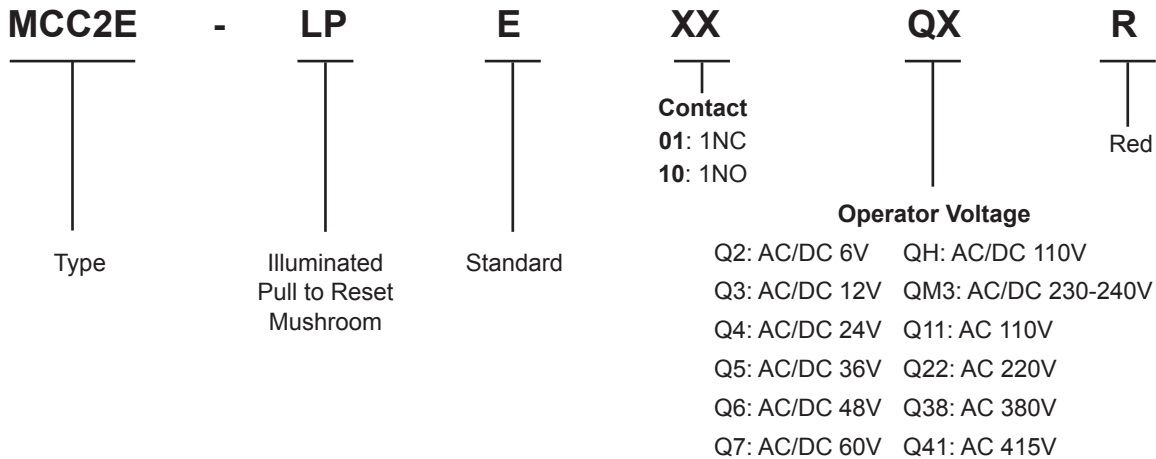 MCC2E - LP E XX QX R
Contact
01: 1NC
10: 1NO
Red
Operator Voltage
Type
Illuminated
Pull to Reset
Mushroom
Standard
Q2: AC/DC 6V QH: AC/DC 110V
Q3: AC/DC 12V QM3: AC/DC 230-240V
Q4: AC/DC 24V Q11: AC 110V
Q5: AC/DC 36V Q22: AC 220V
Q6: AC/DC 48V Q38: AC 380V
Q7: AC/DC 60V Q41: AC 415V